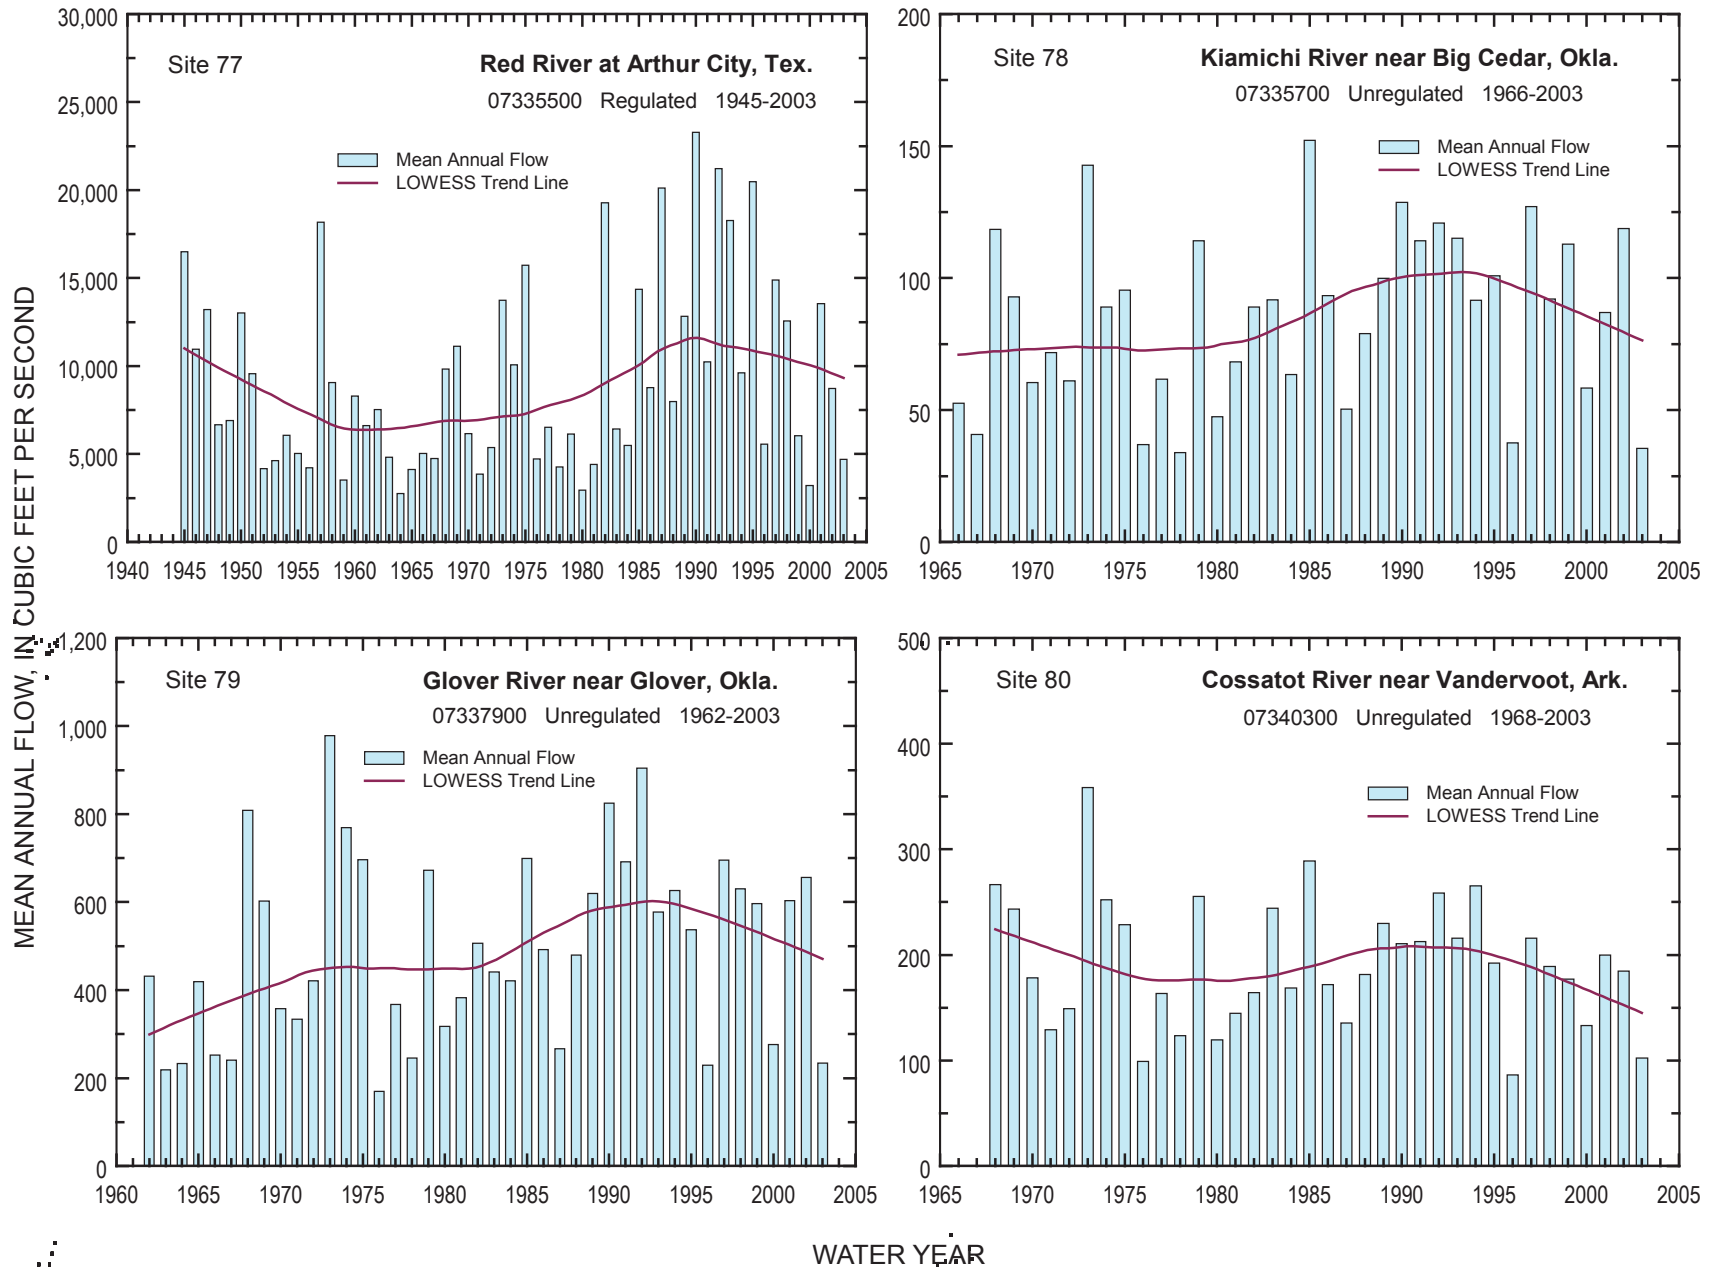 MEAN ANNUAL FLOW, IN CUBIC FEET PER SECOND
Site 77
Red River at Arthur City, Tex.
07335500 Regulated 1945-2003
Mean Annual Flow
LOWESS Trend Line
30,000
25,000
20,000
15,000
10,000
5,000
0
1940 1945 1950 1955 1960 1965 1970 1975 1980 1985 1990 1995 2000 2005
Site 78
Kiamichi River near Big Cedar, Okla.
07335700 Unregulated 1966-2003
Mean Annual Flow
LOWESS Trend Line
200
150
100
50
0
1965 1970 1975 1980 1985 1990 1995 2000 2005
Site 79
Glover River near Glover, Okla.
07337900 Unregulated 1962-2003
Mean Annual Flow
LOWESS Trend Line
1,200
1,000
800
600
400
200
0
1960 1965 1970 1975 1980 1985 1990 1995 2000 2005
Site 80
Cossatot River near Vandervoot, Ark.
07340300 Unregulated 1968-2003
Mean Annual Flow
LOWESS Trend Line
500
400
300
200
100
0
1965 1970 1975 1980 1985 1990 1995 2000 2005
WATER YEAR